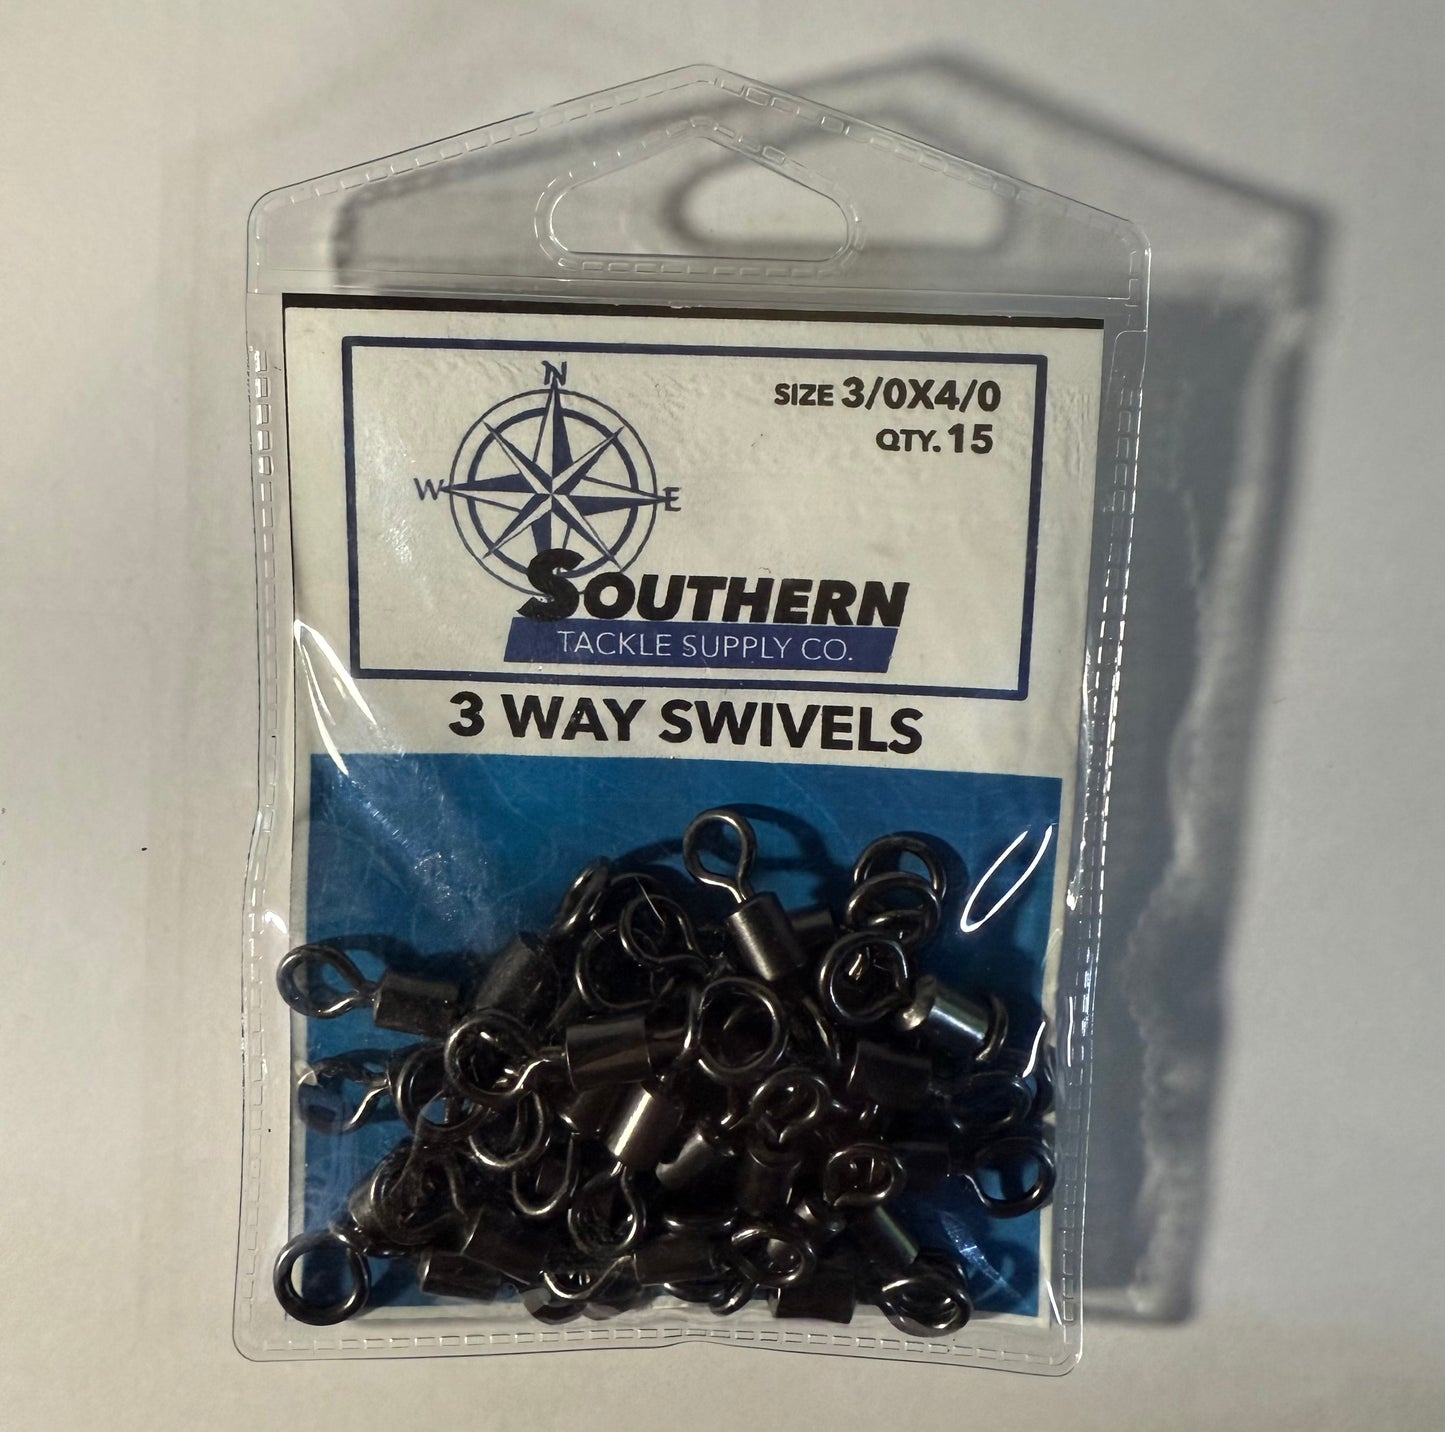 SIZE 3/0X4/0
QTY. 15
N
W E
SOUTHERN
TACKLE SUPPLY CO.
3 WAY SWIVELS